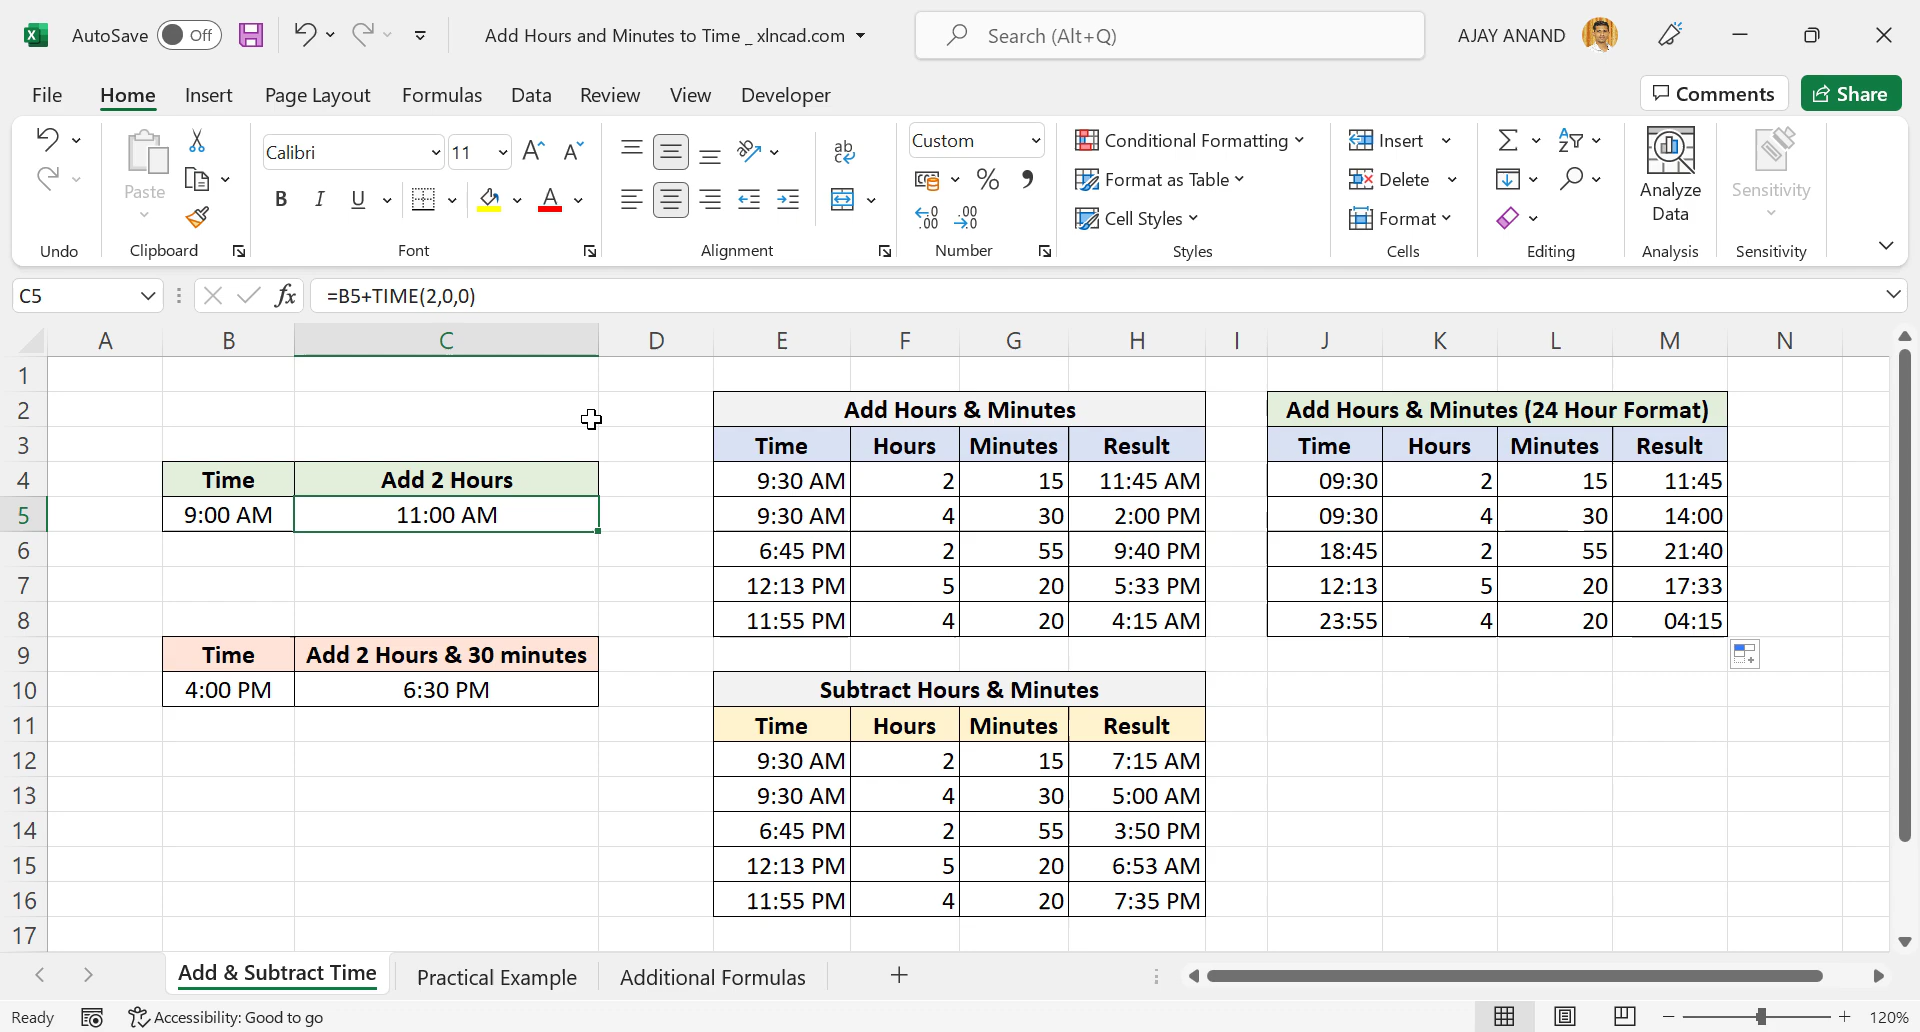 AutoSave Off Add Hours and Minutes to Time _ xlncad.com Search (Alt+Q) AJAY ANAND
File Home Insert Page Layout Formulas Data Review View Developer Comments Share
Paste
Calibri 11
B I U
ab
Custom
% 9
Conditional Formatting
Format as Table
Cell Styles
Insert
Delete
Format
Analyze
Data
Sensitivity
Undo Clipboard Font Alignment Number Styles Cells Editing Analysis Sensitivity
C5 fx =B5+TIME(2,0,0)
A B C D E F G H I J K L M N
1
2 Add Hours & Minutes Add Hours & Minutes (24 Hour Format)
3 Time Hours Minutes Result Time Hours Minutes Result
4 Time Add 2 Hours 9:30 AM 2 15 11:45 AM 09:30 2 15 11:45
5 9:00 AM 11:00 AM 9:30 AM 4 30 2:00 PM 09:30 4 30 14:00
6 6:45 PM 2 55 9:40 PM 18:45 2 55 21:40
7 12:13 PM 5 20 5:33 PM 12:13 5 20 17:33
8 11:55 PM 4 20 4:15 AM 23:55 4 20 04:15
9 Time Add 2 Hours & 30 minutes
10 4:00 PM 6:30 PM Subtract Hours & Minutes
11 Time Hours Minutes Result
12 9:30 AM 2 15 7:15 AM
13 9:30 AM 4 30 5:00 AM
14 6:45 PM 2 55 3:50 PM
15 12:13 PM 5 20 6:53 AM
16 11:55 PM 4 20 7:35 PM
17
Add & Subtract Time Practical Example Additional Formulas
Ready Accessibility: Good to go 120%